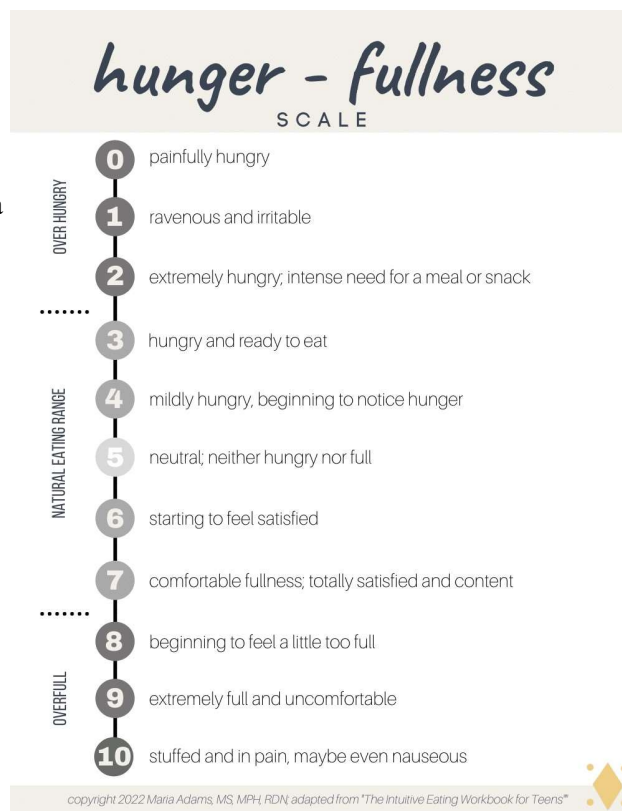 hunger - fullness
SCALE
0 painfully hungry
OVER HUNGRY
1 ravenous and irritable
2 extremely hungry; intense need for a meal or snack
3 hungry and ready to eat
NATURAL EATING RANGE
4 mildly hungry, beginning to notice hunger
5 neutral; neither hungry nor full
6 starting to feel satisfied
7 comfortable fullness; totally satisfied and content
8 beginning to feel a little too full
OVERFULL
9 extremely full and uncomfortable
10 stuffed and in pain, maybe even nauseous
copyright 2022 Maria Adams, MS, MPH, RDN; adapted from "The Intuitive Eating Workbook for Teens"